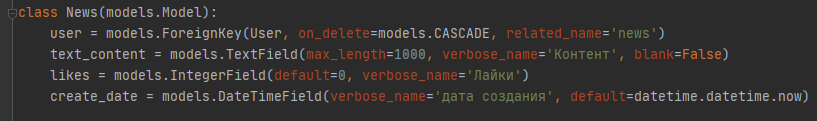 class News(models.Model):
    user = models.ForeignKey(User, on_delete=models.CASCADE, related_name='news')
    text_content = models.TextField(max_length=1000, verbose_name='Контент', blank=False)
    likes = models.IntegerField(default=0, verbose_name='Лайки')
    create_date = models.DateTimeField(verbose_name='дата создания', default=datetime.datetime.now)